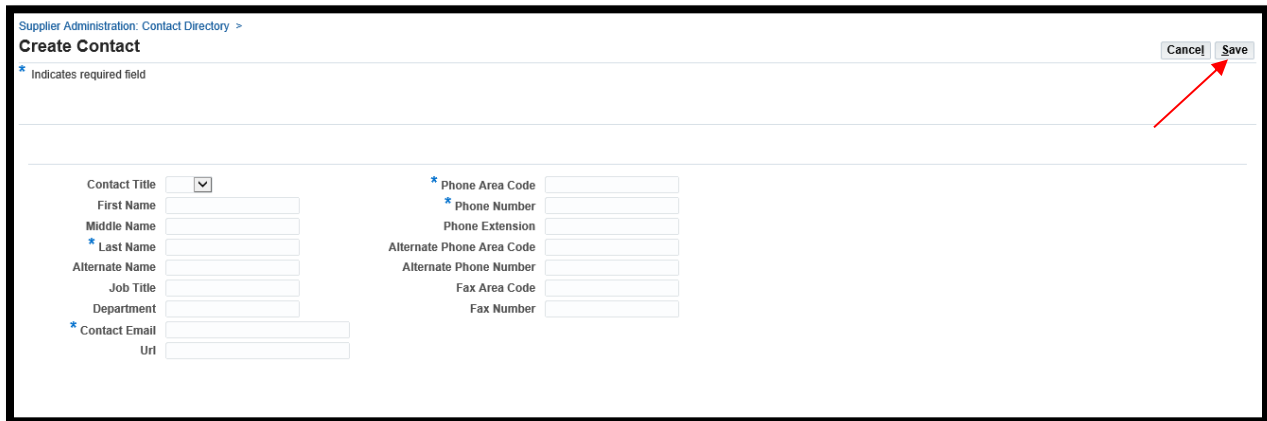 Supplier Administration: Contact Directory >
Create Contact
Cancel Save
* Indicates required field
Contact Title
First Name
Middle Name
* Last Name
Alternate Name
Job Title
Department
* Contact Email
Url
* Phone Area Code
* Phone Number
Phone Extension
Alternate Phone Area Code
Alternate Phone Number
Fax Area Code
Fax Number